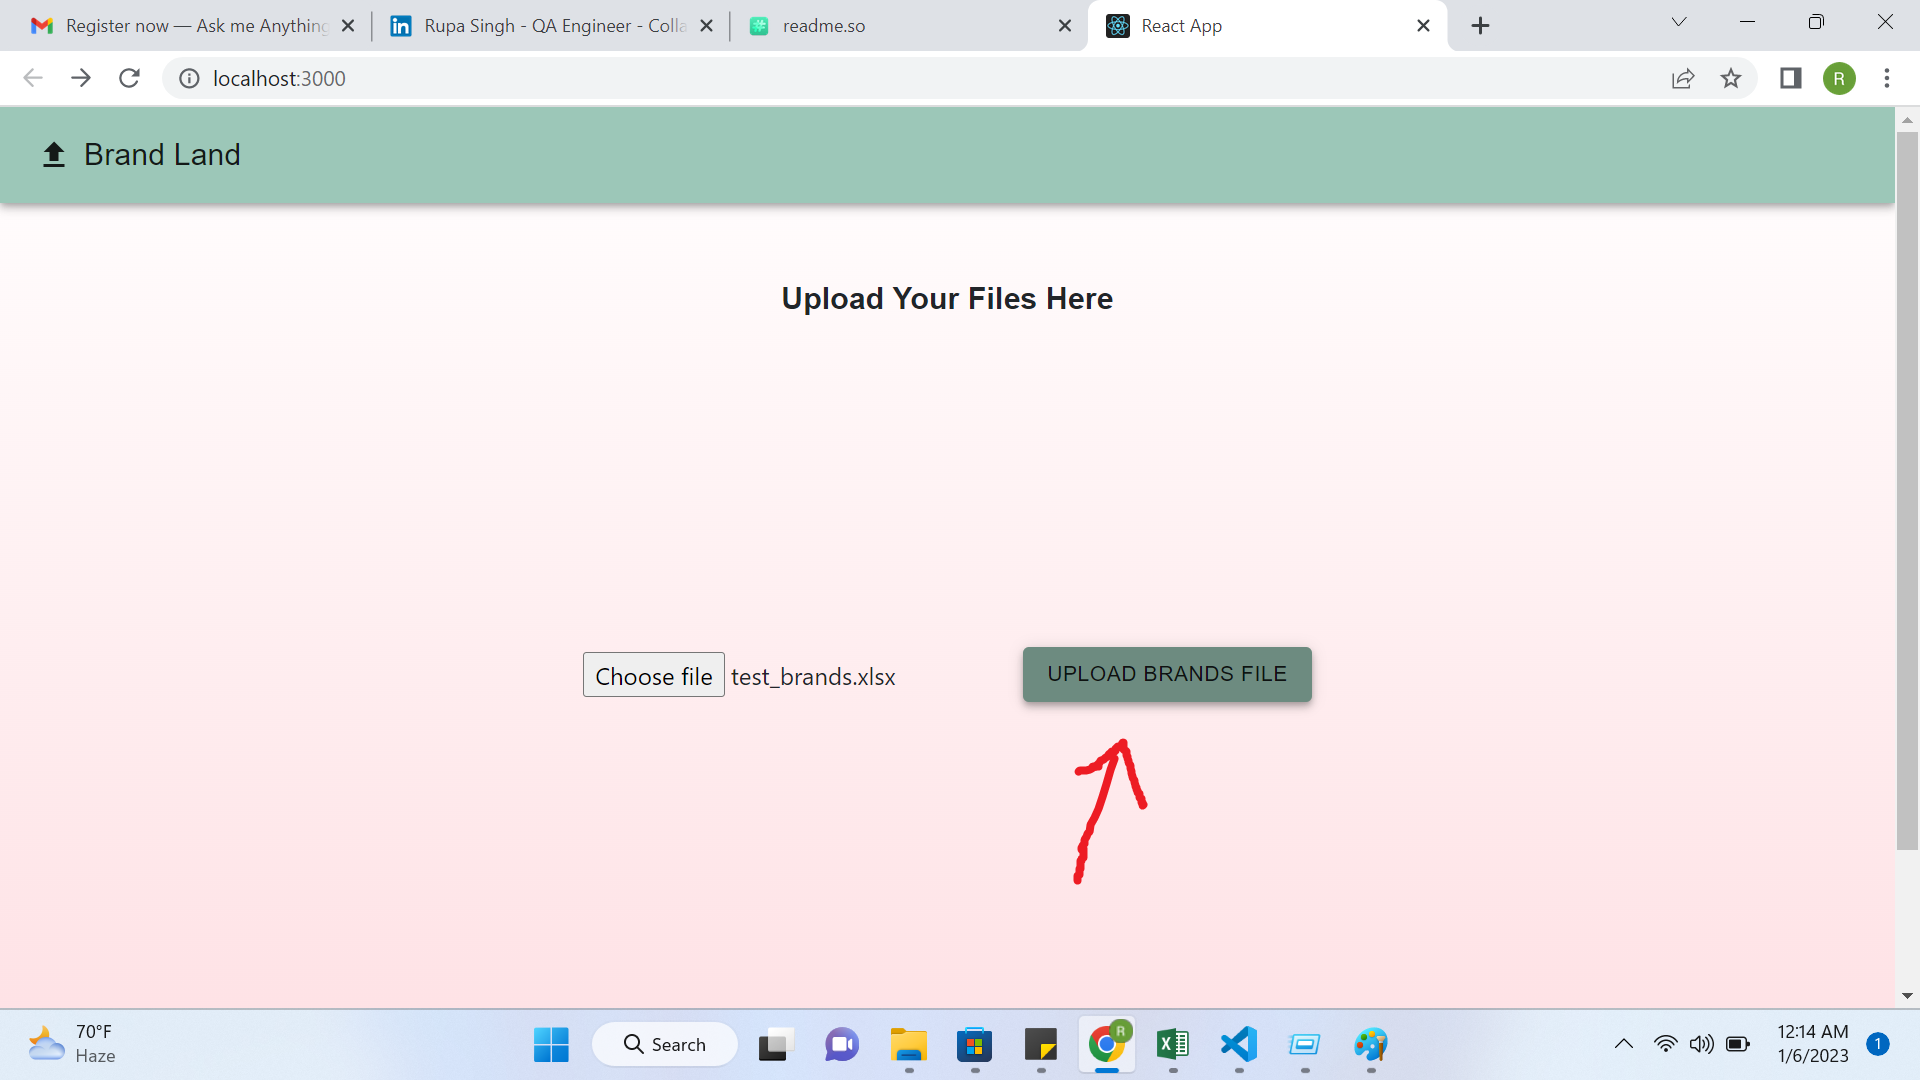 Register now — Ask me Anything
Rupa Singh - QA Engineer - Colla
readme.so
React App
localhost:3000
R
Brand Land
Upload Your Files Here
Choose file
test_brands.xlsx
UPLOAD BRANDS FILE
70°F
Haze
Search
R
12:14 AM
1/6/2023
1